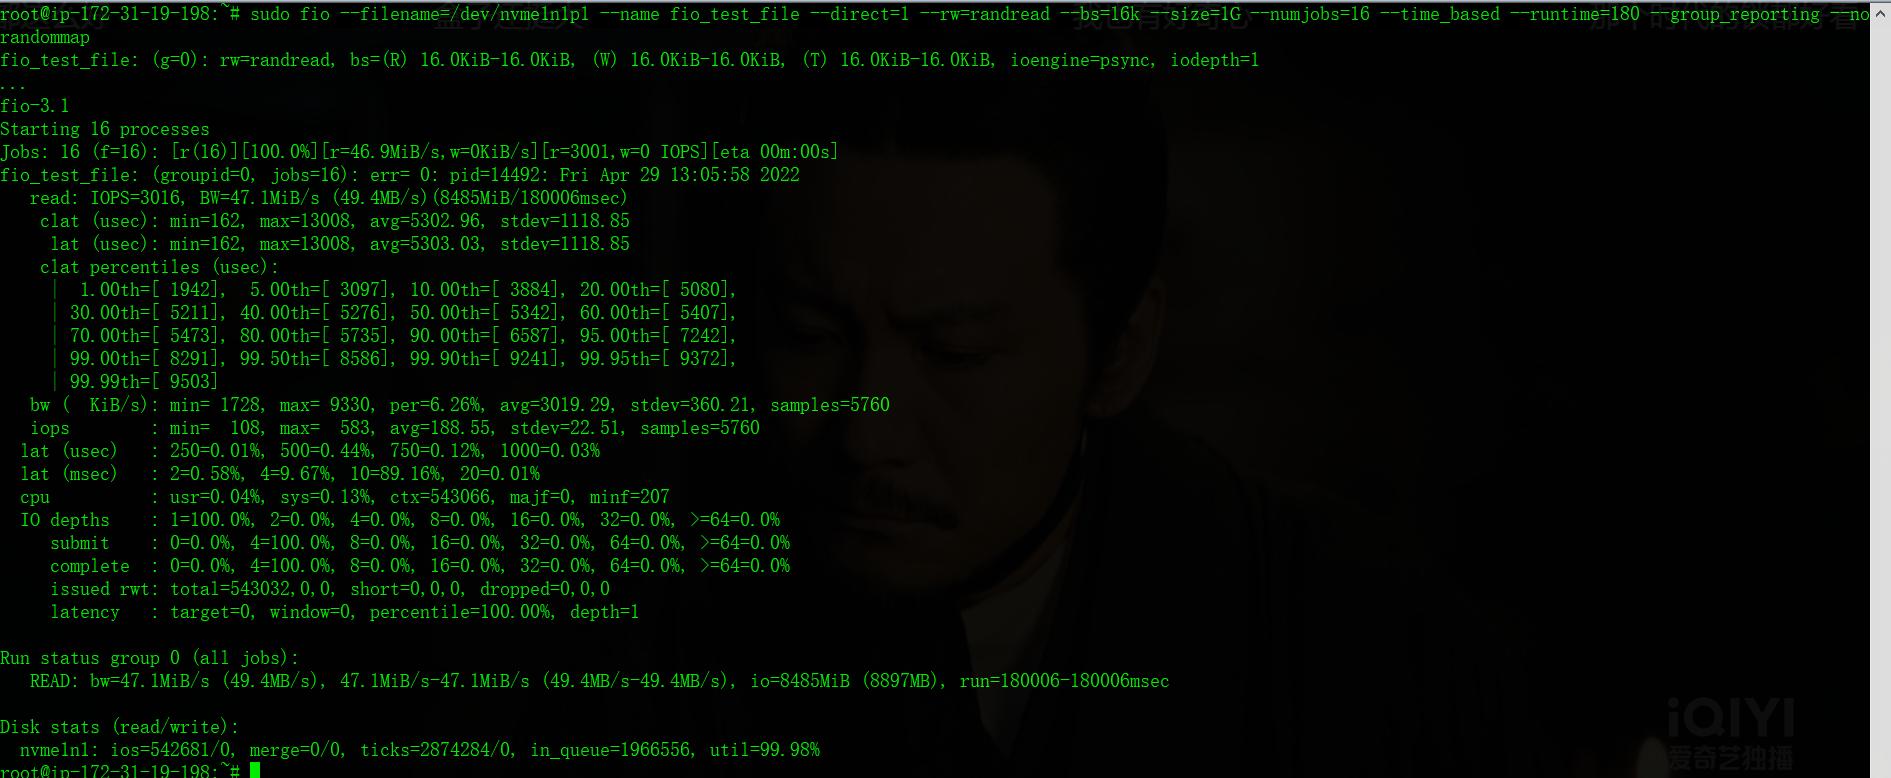 root@ip-172-31-19-198:~# sudo fio --filename=/dev/nvme1n1p1 --name fio_test_file --direct=1 --rw=randread --bs=16k --size=1G --numjobs=16 --time_based --runtime=180 --group_reporting --no
randommap
fio_test_file: (g=0): rw=randread, bs=(R) 16.0KiB-16.0KiB, (W) 16.0KiB-16.0KiB, (T) 16.0KiB-16.0KiB, ioengine=psync, iodepth=1
...
fio-3.1
Starting 16 processes
Jobs: 16 (f=16): [r(16)][100.0%][r=46.9MiB/s,w=0KiB/s][r=3001,w=0 IOPS][eta 00m:00s]
fio_test_file: (groupid=0, jobs=16): err= 0: pid=14492: Fri Apr 29 13:05:58 2022
   read: IOPS=3016, BW=47.1MiB/s (49.4MB/s)(8485MiB/180006msec)
    clat (usec): min=162, max=13008, avg=5302.96, stdev=1118.85
     lat (usec): min=162, max=13008, avg=5303.03, stdev=1118.85
    clat percentiles (usec):
     |  1.00th=[ 1942],  5.00th=[ 3097], 10.00th=[ 3884], 20.00th=[ 5080],
     | 30.00th=[ 5211], 40.00th=[ 5276], 50.00th=[ 5342], 60.00th=[ 5407],
     | 70.00th=[ 5473], 80.00th=[ 5735], 90.00th=[ 6587], 95.00th=[ 7242],
     | 99.00th=[ 8291], 99.50th=[ 8586], 99.90th=[ 9241], 99.95th=[ 9372],
     | 99.99th=[ 9503]
   bw (  KiB/s): min= 1728, max= 9330, per=6.26%, avg=3019.29, stdev=360.21, samples=5760
   iops        : min=  108, max=  583, avg=188.55, stdev=22.51, samples=5760
  lat (usec)   : 250=0.01%, 500=0.44%, 750=0.12%, 1000=0.03%
  lat (msec)   : 2=0.58%, 4=9.67%, 10=89.16%, 20=0.01%
  cpu          : usr=0.04%, sys=0.13%, ctx=543066, majf=0, minf=207
  IO depths    : 1=100.0%, 2=0.0%, 4=0.0%, 8=0.0%, 16=0.0%, 32=0.0%, >=64=0.0%
     submit    : 0=0.0%, 4=100.0%, 8=0.0%, 16=0.0%, 32=0.0%, 64=0.0%, >=64=0.0%
     complete  : 0=0.0%, 4=100.0%, 8=0.0%, 16=0.0%, 32=0.0%, 64=0.0%, >=64=0.0%
     issued rwt: total=543032,0,0, short=0,0,0, dropped=0,0,0
     latency   : target=0, window=0, percentile=100.00%, depth=1
Run status group 0 (all jobs):
   READ: bw=47.1MiB/s (49.4MB/s), 47.1MiB/s-47.1MiB/s (49.4MB/s-49.4MB/s), io=8485MiB (8897MB), run=180006-180006msec
Disk stats (read/write):
  nvme1n1: ios=542681/0, merge=0/0, ticks=2874284/0, in_queue=1966556, util=99.98%
root@ip-172-31-19-198:~#
iQIYI
爱奇艺独播